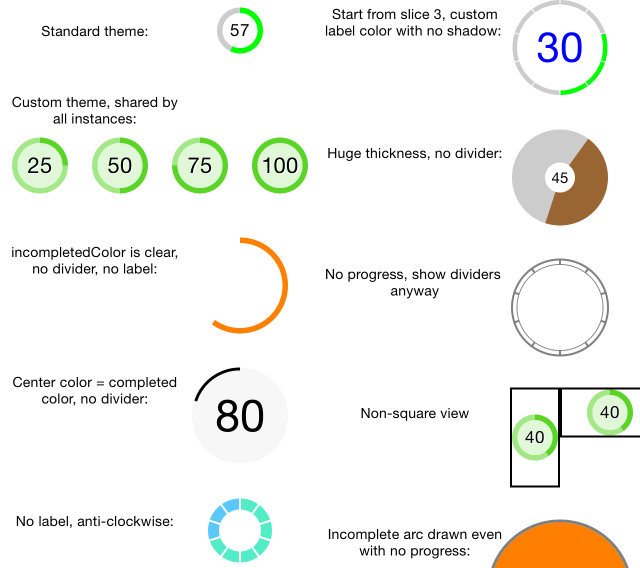 Standard theme:
57
Custom theme, shared by
all instances:
25 50 75 100
incompletedColor is clear,
no divider, no label:
Center color = completed
color, no divider:
80
No label, anti-clockwise:
Start from slice 3, custom
label color with no shadow:
30
Huge thickness, no divider:
45
No progress, show dividers
anyway
Non-square view
40
40
Incomplete arc drawn even
with no progress: